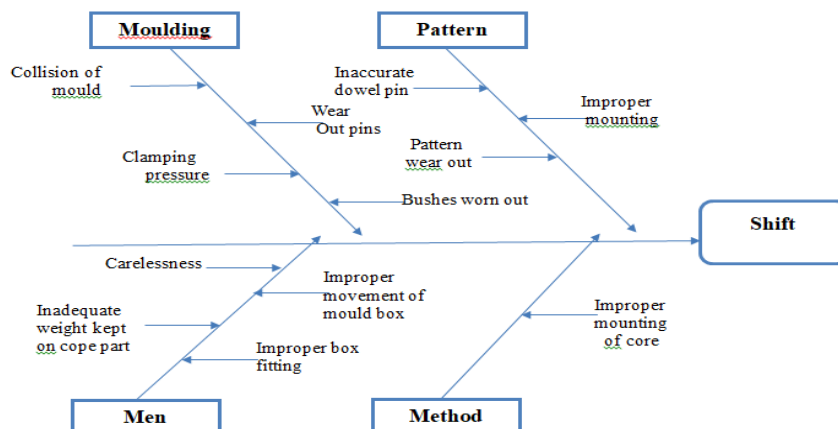 Moulding
Pattern
Collision of
mould
Wear
Out pins
Clamping
pressure
Bushes worn out
Inaccurate
dowel pin
Improper
mounting
Pattern
wear out
Shift
Carelessness
Improper
movement of
mould box
Inadequate
weight kept
on cope part
Improper box
fitting
Improper
mounting
of core
Men
Method